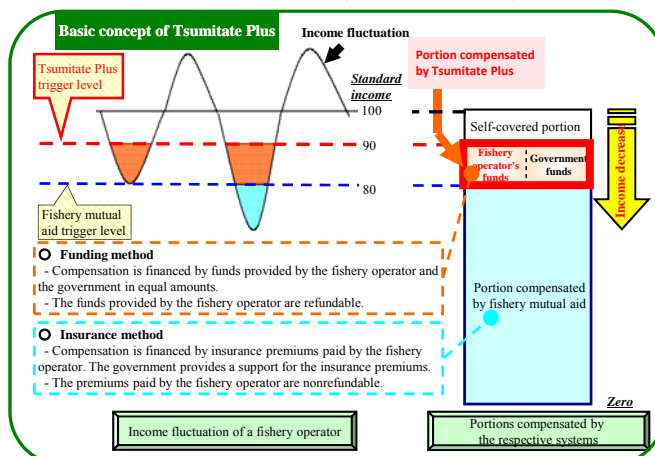 Basic concept of Tsumitate Plus
Income fluctuation
Portion compensated
by Tsumitate Plus
Tsumitate Plus
trigger level
Standard
income
100
90
80
Self-covered portion
Fishery
operator's
funds
Government
funds
Income decrease
Fishery mutual
aid trigger level
Funding method
- Compensation is financed by funds provided by the fishery operator and
the government in equal amounts.
- The funds provided by the fishery operator are refundable.
Portion compensated
by fishery mutual aid
Insurance method
- Compensation is financed by insurance premiums paid by the fishery
operator. The government provides a support for the insurance premiums.
- The premiums paid by the fishery operator are nonrefundable.
Zero
Income fluctuation of a fishery operator
Portions compensated by
the respective systems